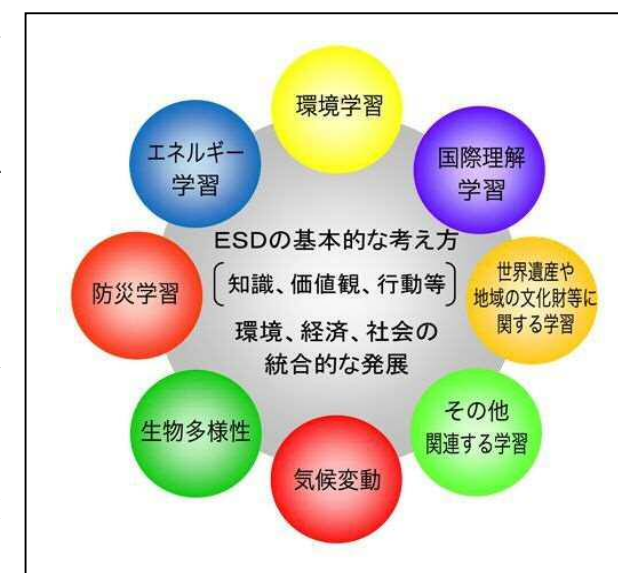 環境学習
国際理解
学習
世界遺産や
地域の文化財等に
関する学習
その他
関連する学習
気候変動
生物多様性
防災学習
エネルギー
学習
ESDの基本的な考え方
[知識、価値観、行動等]
環境、経済、社会の
統合的な発展